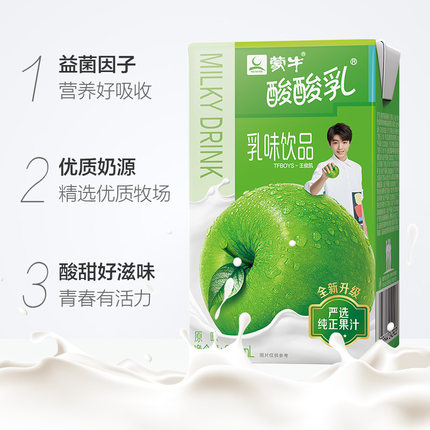 1 益菌因子
营养好吸收
2 优质奶源
精选优质牧场
3 酸甜好滋味
青春有活力
MILKY DRINK
蒙牛®
酸酸乳®
乳味饮品
TFBOYS-王俊凯
全新升级
严选
纯正果汁
原
图片仅供参考
mL